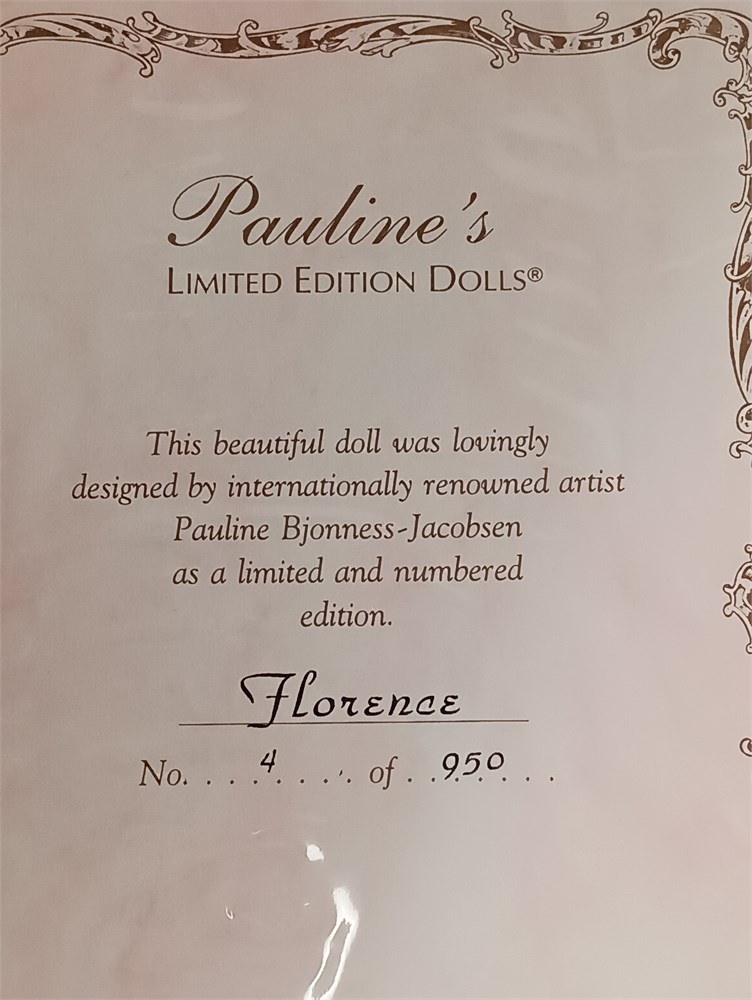 Pauline's
LIMITED EDITION DOLLS®
This beautiful doll was lovingly
designed by internationally renowned artist
Pauline Bjonness-Jacobsen
as a limited and numbered
edition.
Florence
No. . . . 4 . . . . . of . . 950 . . .